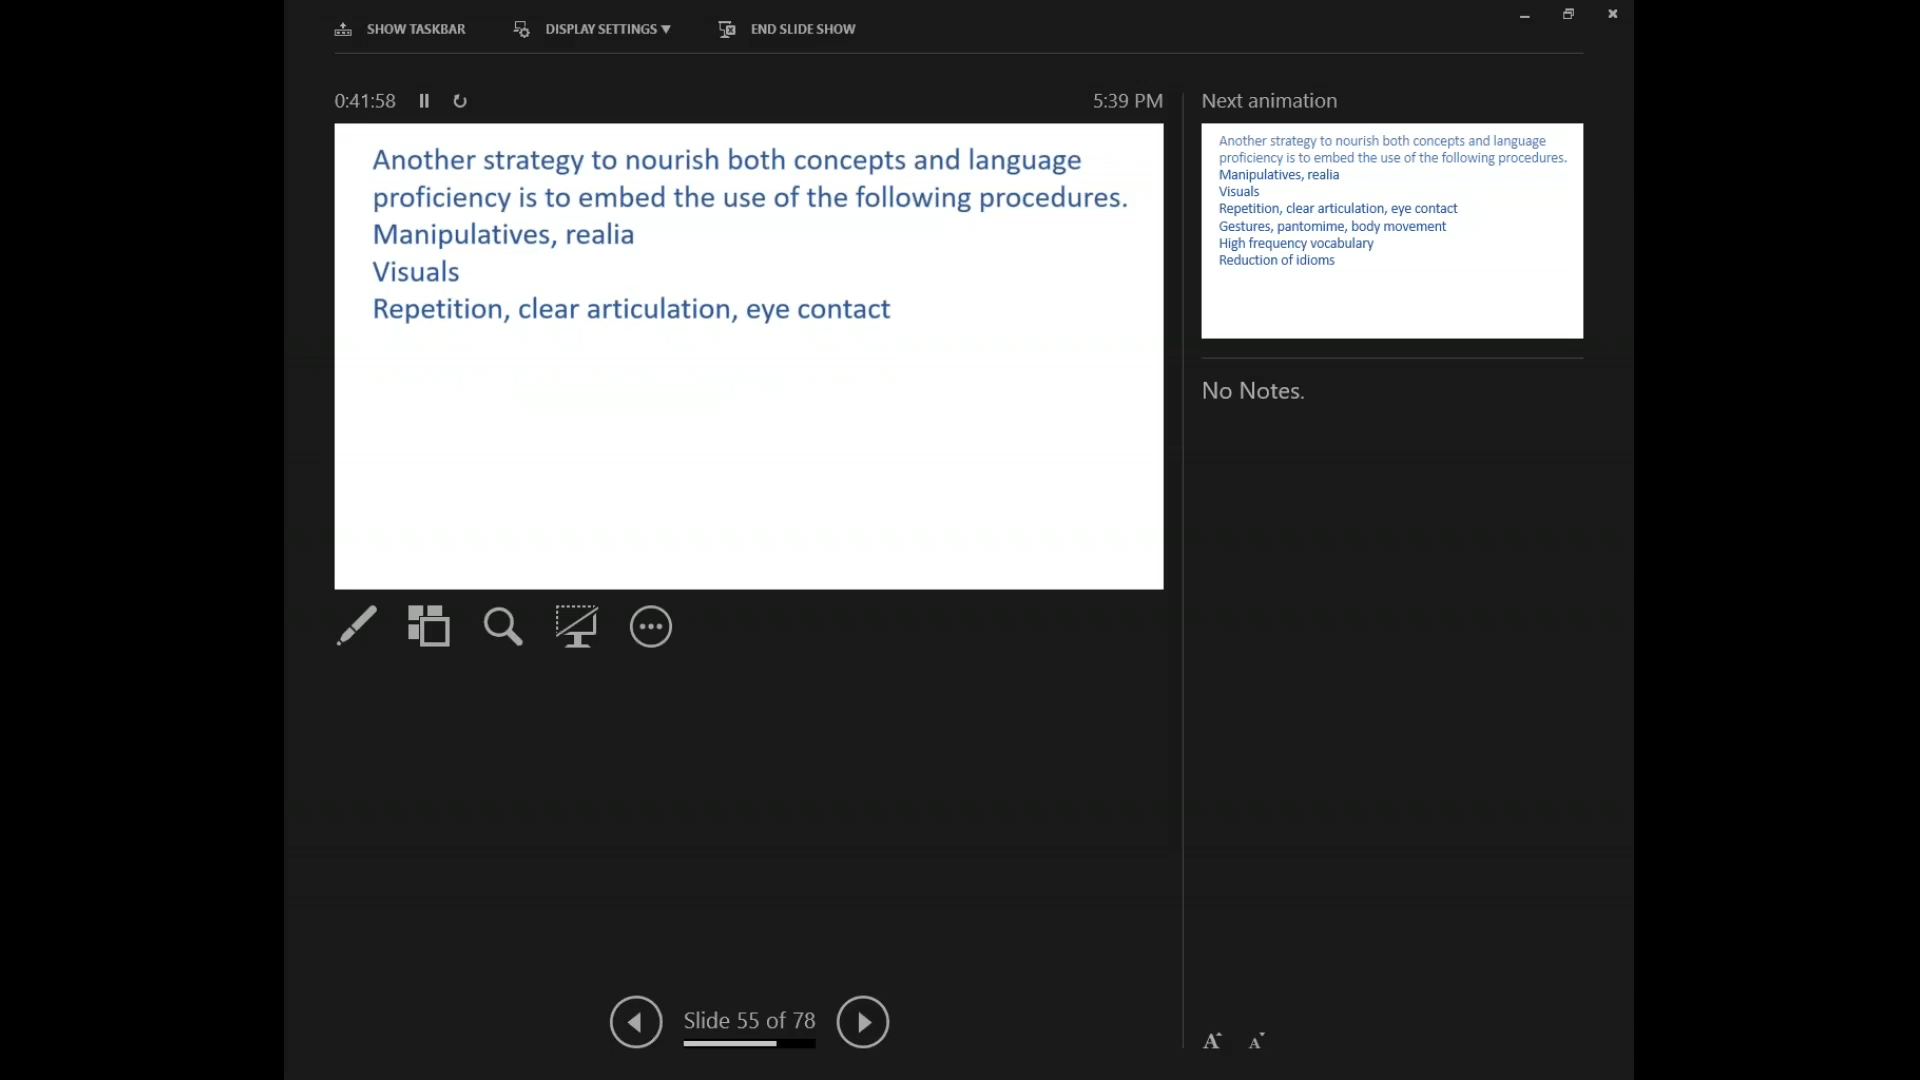 SHOW TASKBAR
DISPLAY SETTINGS
END SLIDE SHOW
0:41:58
5:39 PM
Another strategy to nourish both concepts and language
proficiency is to embed the use of the following procedures.
Manipulatives, realia
Visuals
Repetition, clear articulation, eye contact
Next animation
Another strategy to nourish both concepts and language
proficiency is to embed the use of the following procedures.
Manipulatives, realia
Visuals
Repetition, clear articulation, eye contact
Gestures, pantomime, body movement
High frequency vocabulary
Reduction of idioms
No Notes.
Slide 55 of 78
A A